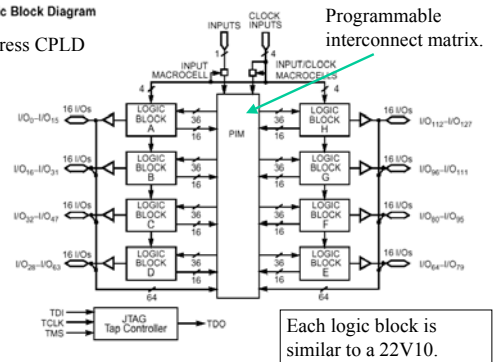 ic Block Diagram
ress CPLD
INPUTS
CLOCK
INPUTS
Programmable
interconnect matrix.
1
4
INPUT
MACROCELL
INPUT/CLOCK
MACROCELLS
4
4
16 I/Os
I/O0–I/O15
LOGIC
BLOCK
A
36
16
PIM
36
16
LOGIC
BLOCK
H
16 I/Os
I/O112–I/O127
16 I/Os
I/O16–I/O31
LOGIC
BLOCK
B
36
16
36
16
LOGIC
BLOCK
G
16 I/Os
I/O96–I/O111
16 I/Os
I/O32–I/O47
LOGIC
BLOCK
C
36
16
36
16
LOGIC
BLOCK
F
16 I/Os
I/O80–I/O95
16 I/Os
I/O28–I/O63
LOGIC
BLOCK
D
36
16
36
16
LOGIC
BLOCK
E
16 I/Os
I/O64–I/O79
64
64
TDI
TCLK
TMS
JTAG
Tap Controller
TDO
Each logic block is
similar to a 22V10.